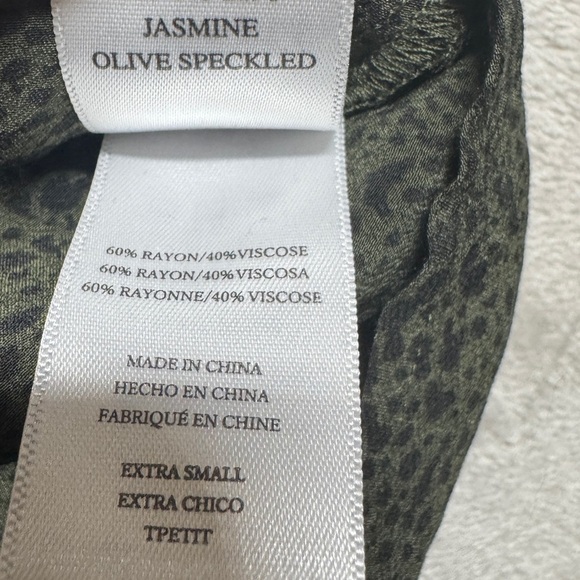 JASMINE
OLIVE SPECKLED
60% RAYON/40% VISCOSE
60% RAYON/40% VISCOSA
60% RAYONNE/40% VISCOSE
MADE IN CHINA
HECHO EN CHINA
FABRIQUÉ EN CHINE
EXTRA SMALL
EXTRA CHICO
TPETIT